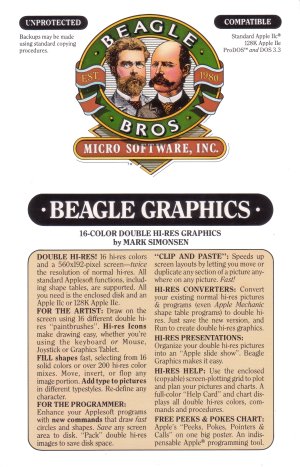 UNPROTECTED
Backups may be made
using standard copying
procedures.
COMPATIBLE
Standard Apple IIc®
128K Apple IIe
ProDOS™ and DOS 3.3
BEAGLE
EST 1980
BROS
MICRO SOFTWARE, INC.
™
· BEAGLE GRAPHICS ·
16-COLOR DOUBLE HI-RES GRAPHICS
by MARK SIMONSEN
DOUBLE HI-RES! 16 hi-res colors
and a 560x192-pixel screen—twice
the resolution of normal hi-res. All
standard Applesoft functions, includ-
ing shape tables, are supported. All
you need is the enclosed disk and an
Apple IIc or 128K Apple IIe.
FOR THE ARTIST: Draw on the
screen using 16 different double hi-
res "paintbrushes". Hi-res Icons
make drawing easy, whether you're
using the keyboard or Mouse,
Joystick or Graphics Tablet.
FILL shapes fast, selecting from 16
solid colors or over 200 hi-res color
mixes. Move, invert, or flop any
image portion. Add type to pictures
in different typestyles. Re-define any
character.
FOR THE PROGRAMMER:
Enhance your Applesoft programs
with new commands that draw fast
circles and shapes. Save any screen
area to disk. "Pack" double hi-res
images to save disk space.
"CLIP AND PASTE": Speeds up
screen layouts by letting you move or
duplicate any section of a picture any-
where on any picture. Fast!
HI-RES CONVERTERS: Convert
your existing normal hi-res pictures
& programs (even Apple Mechanic
shape table programs) to double hi-
res. Just save the new version, and
Run to create double hi-res graphics.
HI-RES PRESENTATIONS:
Organize your double hi-res pictures
into an "Apple slide show". Beagle
Graphics makes it easy.
HI-RES HELP: Use the enclosed
(copyable) screen-plotting grid to plot
and plan your pictures and charts. A
full-color "Help Card" and chart dis-
plays all double hi-res colors, com-
mands and procedures.
FREE PEEKS & POKES CHART:
Apple's "Peeks, Pokes, Pointers &
Calls" on one big poster. An indis-
pensable Apple® programming tool.